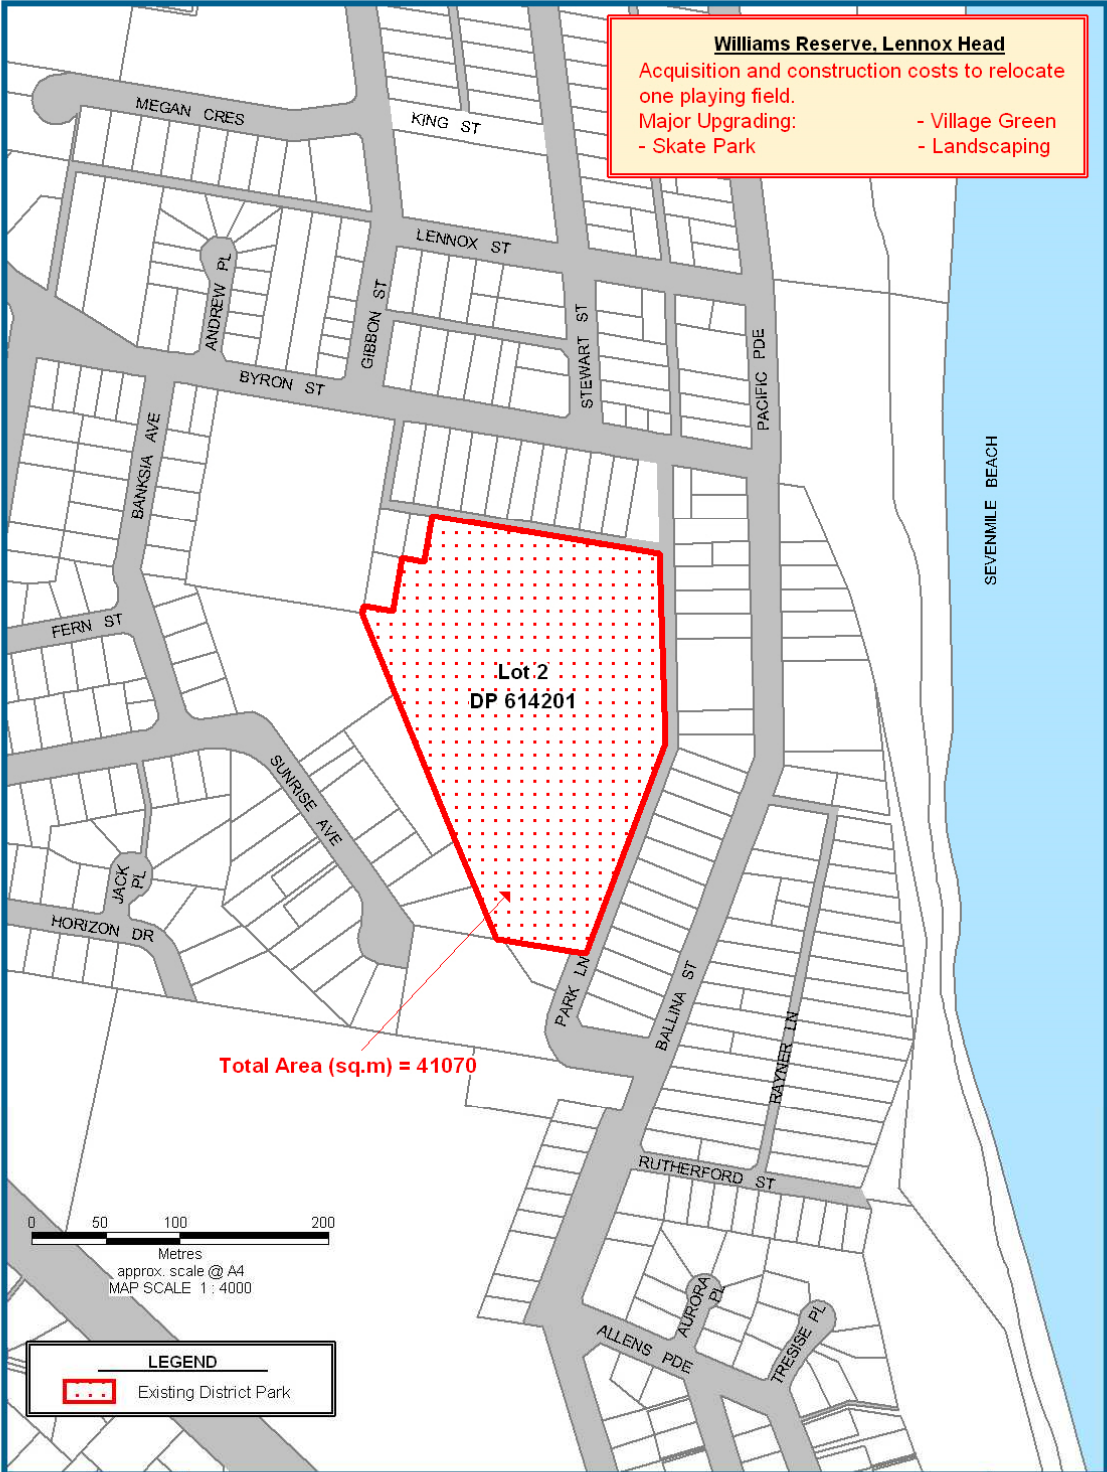 Williams Reserve, Lennox Head
Acquisition and construction costs to relocate
one playing field.
Major Upgrading: - Village Green
- Skate Park - Landscaping
MEGAN CRES
KING ST
LENNOX ST
ANDREW PL
GIBBON ST
STEWART ST
PACIFIC PDE
BYRON ST
BANKSIA AVE
SEVENMILE BEACH
FERN ST
Lot 2
DP 614201
SUNRISE AVE
JACK
PL
HORIZON DR
PARK LN
BALLINA ST
RAYNER LN
Total Area (sq.m) = 41070
RUTHERFORD ST
0 50 100 200
Metres
approx. scale @ A4
MAP SCALE 1 : 4000
AURORA
PL
TRESISE PL
ALLENS PDE
LEGEND
Existing District Park